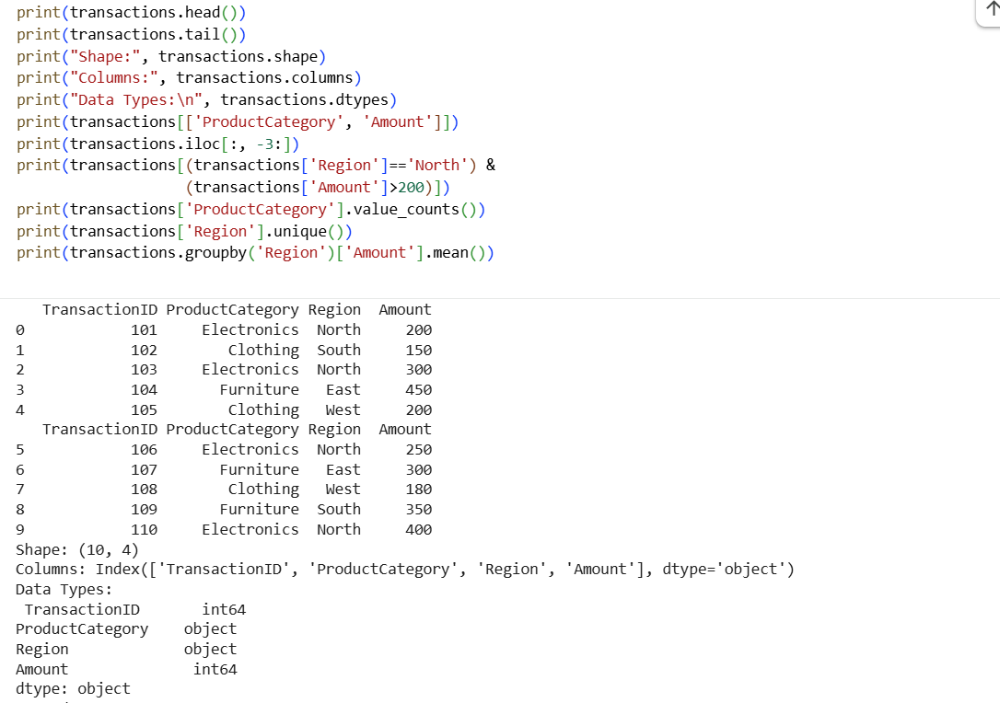 print(transactions.head())
print(transactions.tail())
print("Shape:", transactions.shape)
print("Columns:", transactions.columns)
print("Data Types:\n", transactions.dtypes)
print(transactions[['ProductCategory', 'Amount']])
print(transactions.iloc[:, -3:])
print(transactions[(transactions['Region']=='North') &
                   (transactions['Amount']>200)])
print(transactions['ProductCategory'].value_counts())
print(transactions['Region'].unique())
print(transactions.groupby('Region')['Amount'].mean())
   TransactionID ProductCategory Region  Amount
0            101     Electronics  North     200
1            102        Clothing  South     150
2            103     Electronics  North     300
3            104       Furniture   East     450
4            105        Clothing   West     200
   TransactionID ProductCategory Region  Amount
5            106     Electronics  North     250
6            107       Furniture   East     300
7            108        Clothing   West     180
8            109       Furniture  South     350
9            110     Electronics  North     400
Shape: (10, 4)
Columns: Index(['TransactionID', 'ProductCategory', 'Region', 'Amount'], dtype='object')
Data Types:
 TransactionID       int64
ProductCategory    object
Region             object
Amount              int64
dtype: object